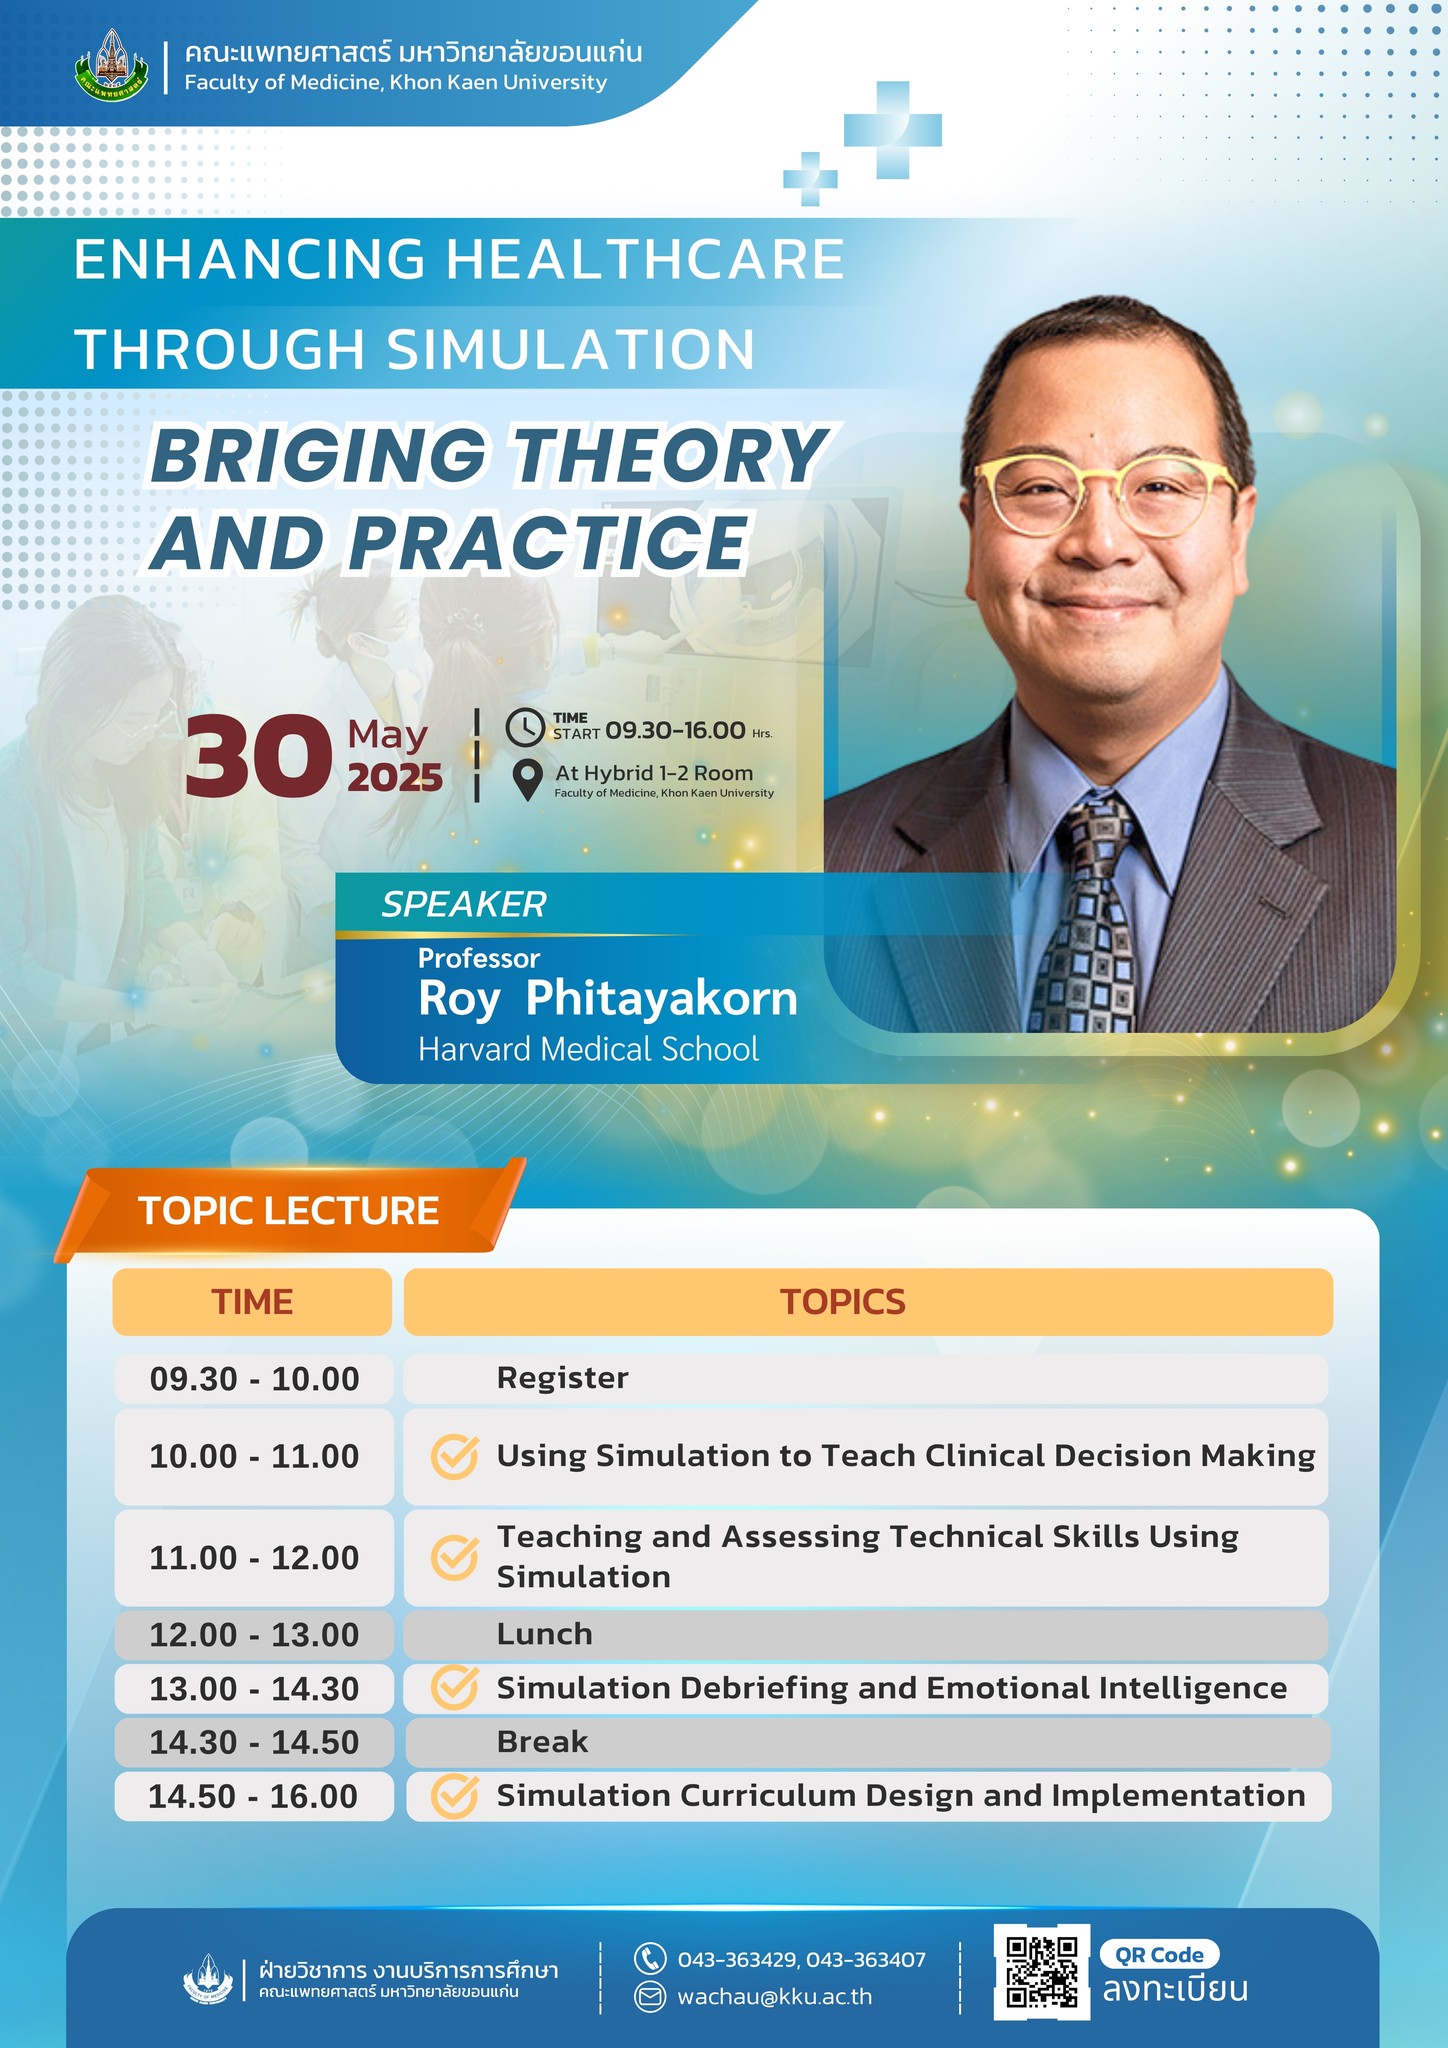 คณะแพทยศาสตร์ มหาวิทยาลัยขอนแก่น
Faculty of Medicine, Khon Kaen University
ENHANCING HEALTHCARE
THROUGH SIMULATION
BRIGING THEORY
AND PRACTICE
30 May 2025
TIME
START 09.30-16.00 Hrs.
At Hybrid 1-2 Room
Faculty of Medicine, Khon Kaen University
SPEAKER
Professor
Roy Phitayakorn
Harvard Medical School
TOPIC LECTURE
TIME TOPICS
09.30 - 10.00 Register
10.00 - 11.00 Using Simulation to Teach Clinical Decision Making
11.00 - 12.00 Teaching and Assessing Technical Skills Using
Simulation
12.00 - 13.00 Lunch
13.00 - 14.30 Simulation Debriefing and Emotional Intelligence
14.30 - 14.50 Break
14.50 - 16.00 Simulation Curriculum Design and Implementation
ฝ่ายวิชาการ งานบริการการศึกษา
คณะแพทยศาสตร์ มหาวิทยาลัยขอนแก่น
043-363429, 043-363407
wachau@kku.ac.th
QR Code
ลงทะเบียน